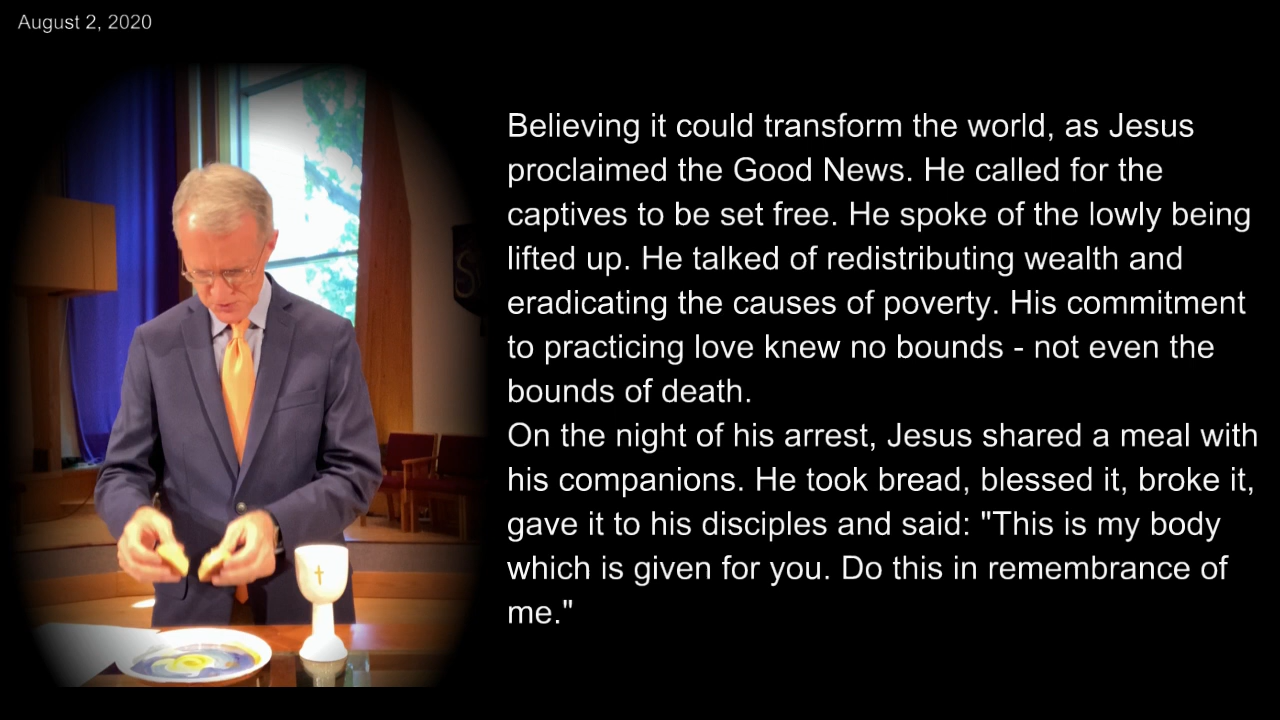 August 2, 2020
Believing it could transform the world, as Jesus
proclaimed the Good News. He called for the
captives to be set free. He spoke of the lowly being
lifted up. He talked of redistributing wealth and
eradicating the causes of poverty. His commitment
to practicing love knew no bounds - not even the
bounds of death.
On the night of his arrest, Jesus shared a meal with
his companions. He took bread, blessed it, broke it,
gave it to his disciples and said: "This is my body
which is given for you. Do this in remembrance of
me."